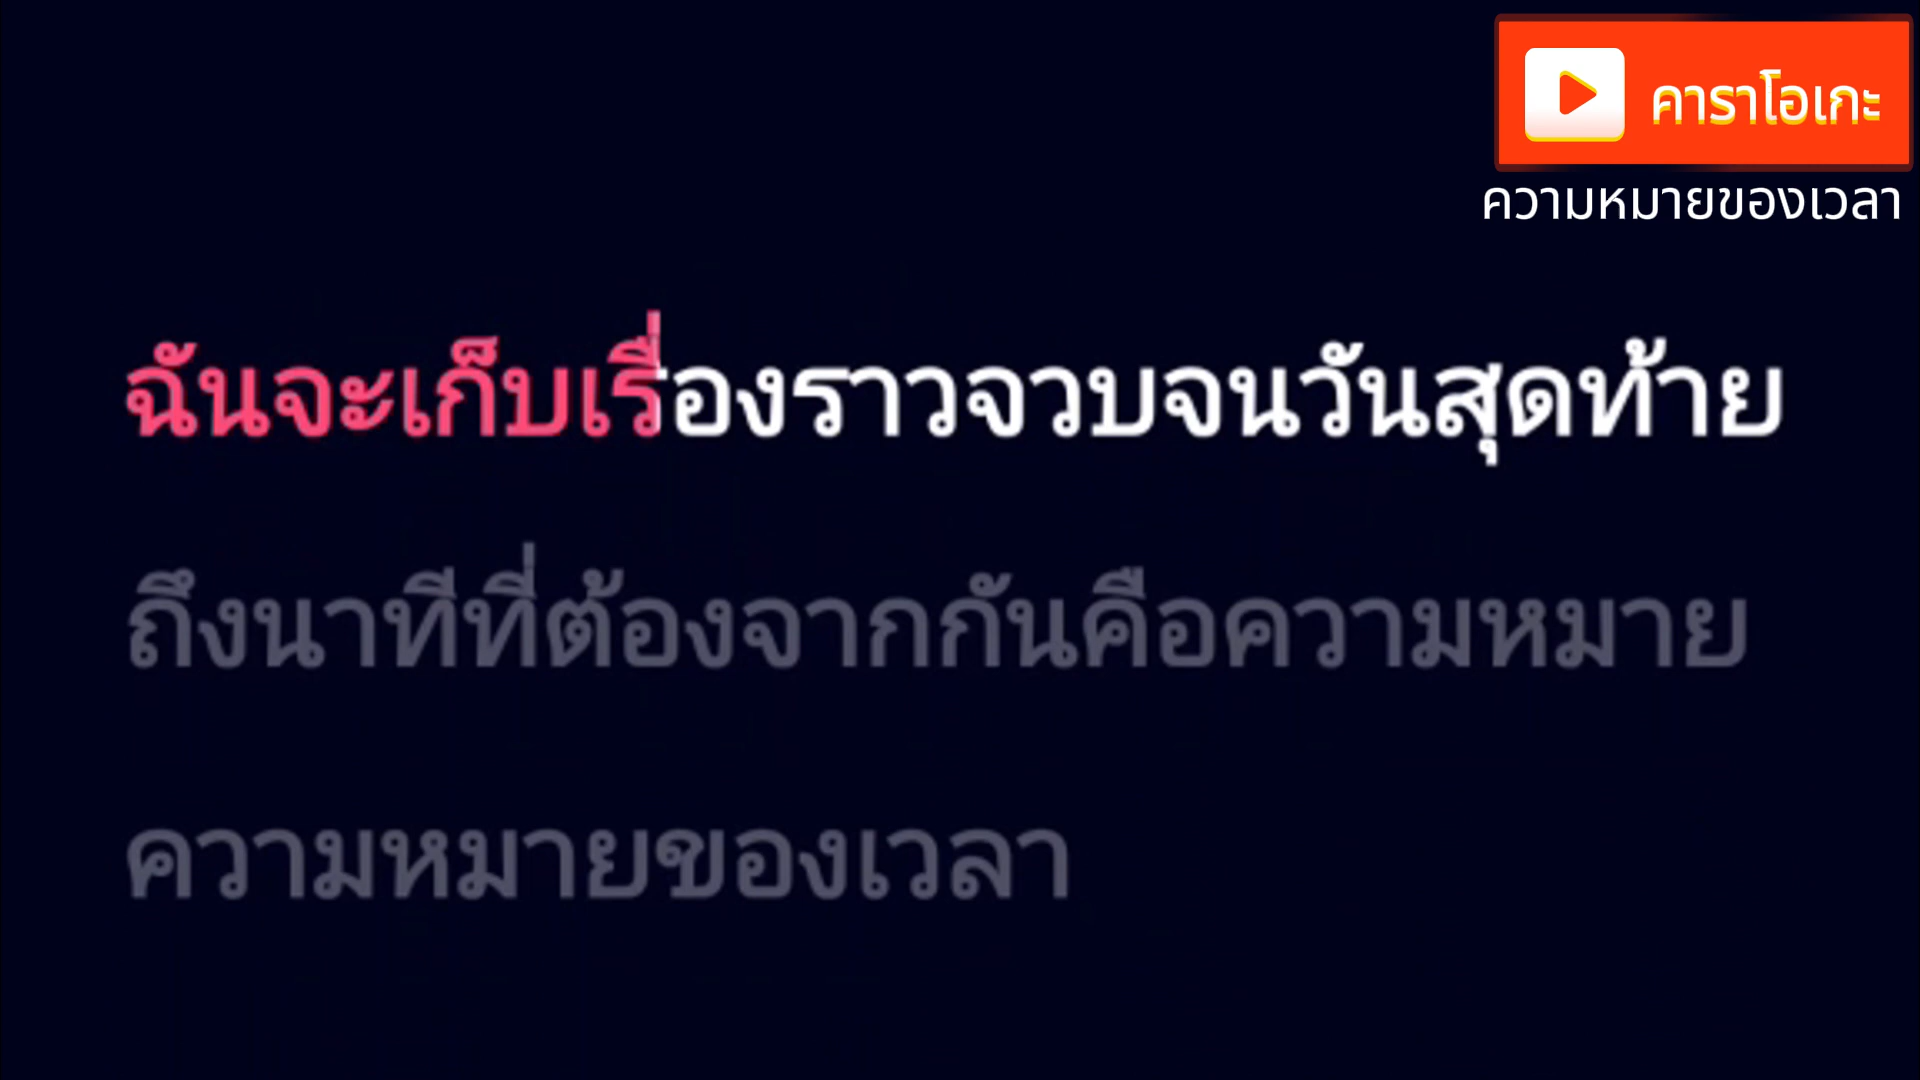 คาราโอเกะ
ความหมายของเวลา
ฉันจะเก็บเรื่องราวจวบจนวันสุดท้าย
ถึงนาทีที่ต้องจากกันคือความหมาย
ความหมายของเวลา